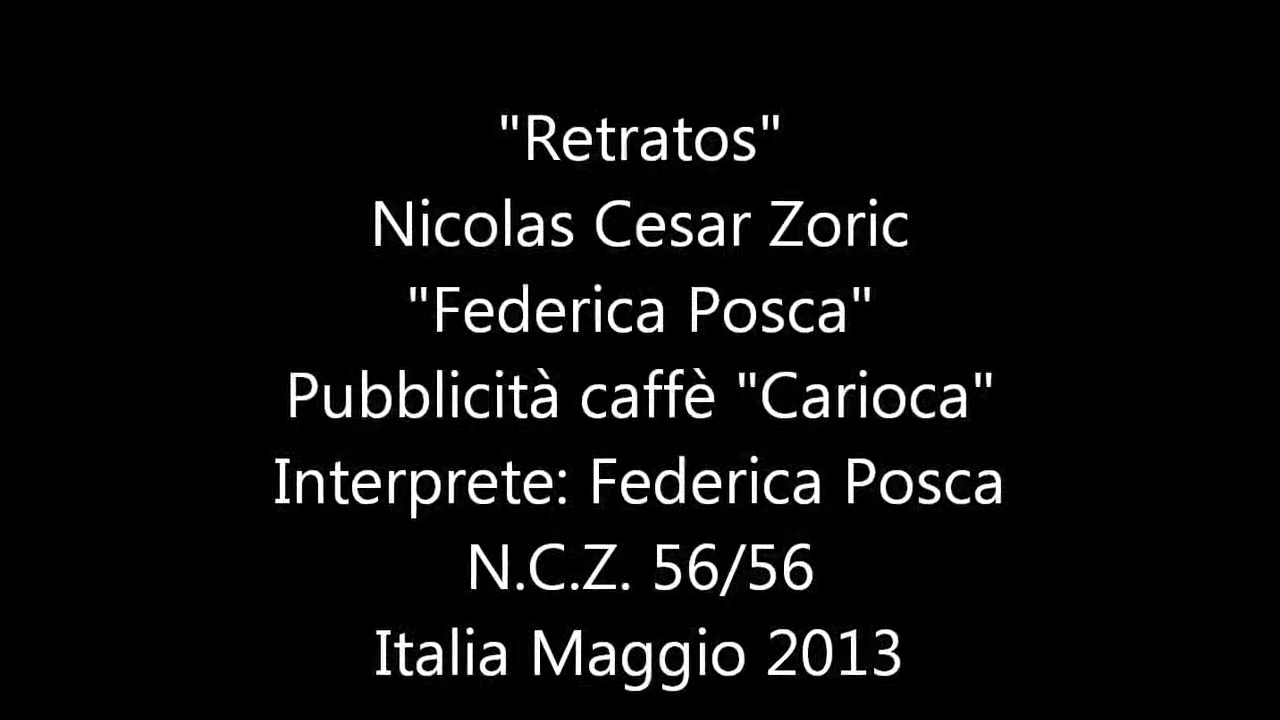 "Retratos"
Nicolas Cesar Zoric
"Federica Posca"
Pubblicità caffè "Carioca"
Interprete: Federica Posca
N.C.Z. 56/56
Italia Maggio 2013